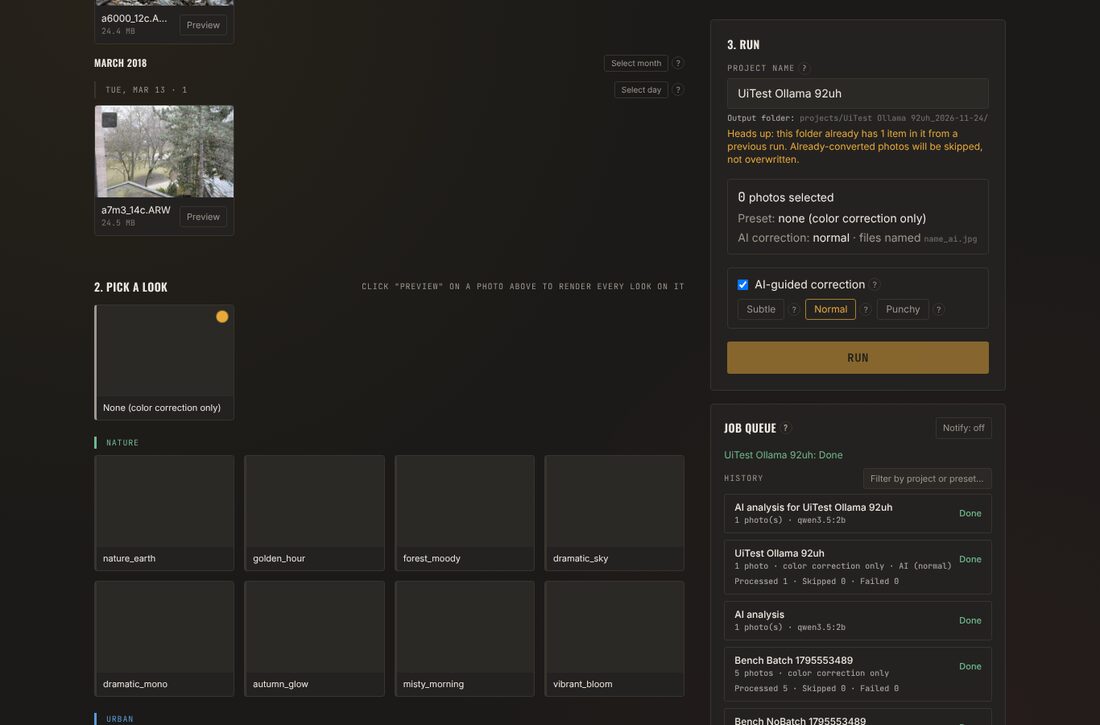 a6000_12c.A...
24.4 MB
Preview
MARCH 2018
Select month
?
TUE, MAR 13 · 1
Select day
?
a7m3_14c.ARW
24.5 MB
Preview
2. PICK A LOOK
CLICK "PREVIEW" ON A PHOTO ABOVE TO RENDER EVERY LOOK ON IT
None (color correction only)
NATURE
nature_earth
golden_hour
forest_moody
dramatic_sky
dramatic_mono
autumn_glow
misty_morning
vibrant_bloom
URBAN
3. RUN
PROJECT NAME ?
UiTest Ollama 92uh
Output folder: projects/UiTest Ollama 92uh_2026-11-24/
Heads up: this folder already has 1 item in it from a
previous run. Already-converted photos will be skipped,
not overwritten.
0 photos selected
Preset: none (color correction only)
AI correction: normal · files named name_ai.jpg
AI-guided correction ?
Subtle ? Normal ? Punchy ?
RUN
JOB QUEUE ?
Notify: off
UiTest Ollama 92uh: Done
HISTORY
Filter by project or preset...
AI analysis for UiTest Ollama 92uh
1 photo(s) · qwen3.5:2b
Done
UiTest Ollama 92uh
1 photo · color correction only · AI (normal)
Processed 1 · Skipped 0 · Failed 0
Done
AI analysis
1 photo(s) · qwen3.5:2b
Done
Bench Batch 1795553489
5 photos · color correction only
Processed 5 · Skipped 0 · Failed 0
Done
Bench NoBatch 1795553489